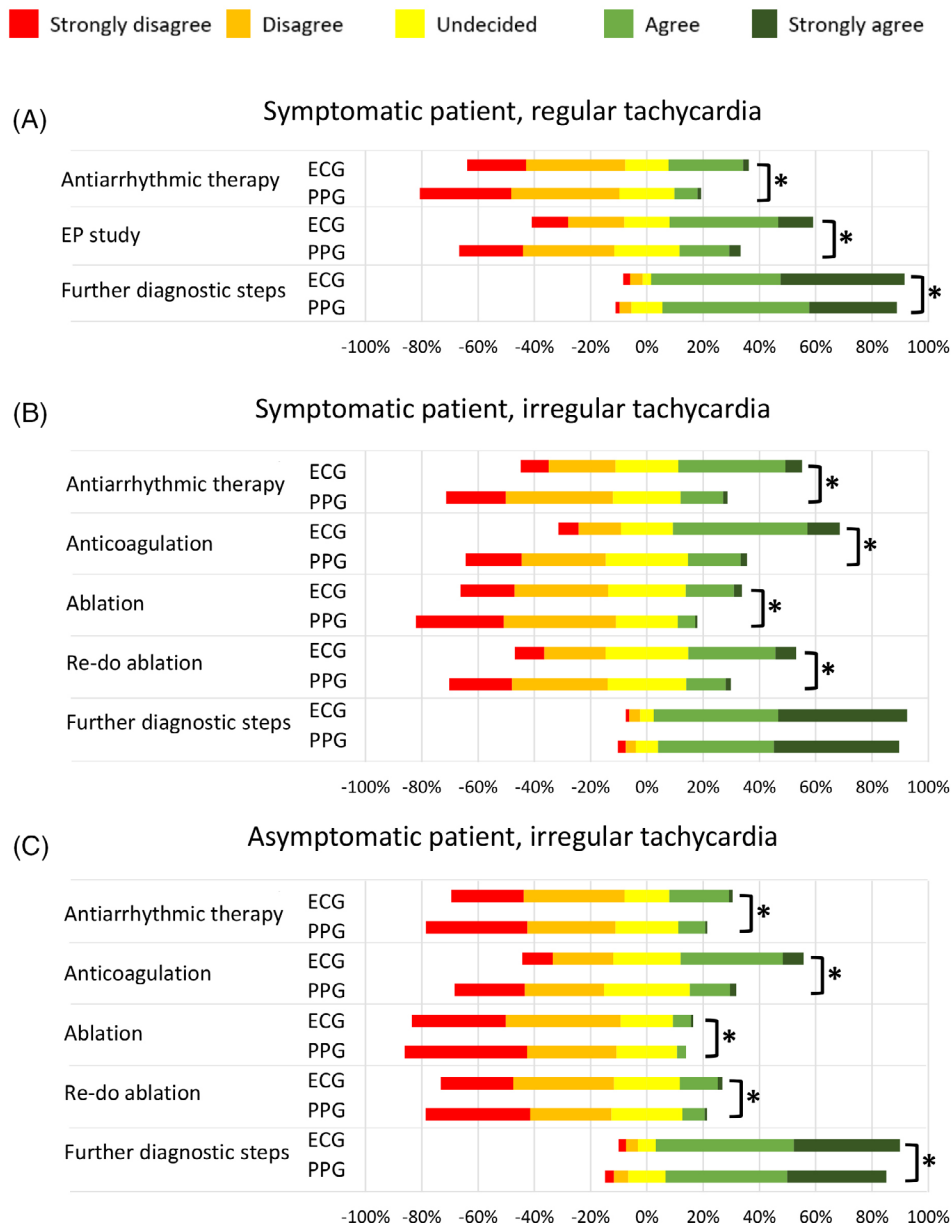 Strongly disagree Disagree Undecided Agree Strongly agree
(A) Symptomatic patient, regular tachycardia
Antiarrhythmic therapy ECG *
PPG
EP study ECG *
PPG
Further diagnostic steps ECG *
PPG
-100% -80% -60% -40% -20% 0% 20% 40% 60% 80% 100%
(B) Symptomatic patient, irregular tachycardia
Antiarrhythmic therapy ECG *
PPG
Anticoagulation ECG *
PPG
Ablation ECG *
PPG
Re-do ablation ECG *
PPG
Further diagnostic steps ECG
PPG
-100% -80% -60% -40% -20% 0% 20% 40% 60% 80% 100%
(C) Asymptomatic patient, irregular tachycardia
Antiarrhythmic therapy ECG *
PPG
Anticoagulation ECG *
PPG
Ablation ECG *
PPG
Re-do ablation ECG *
PPG
Further diagnostic steps ECG *
PPG
-100% -80% -60% -40% -20% 0% 20% 40% 60% 80% 100%